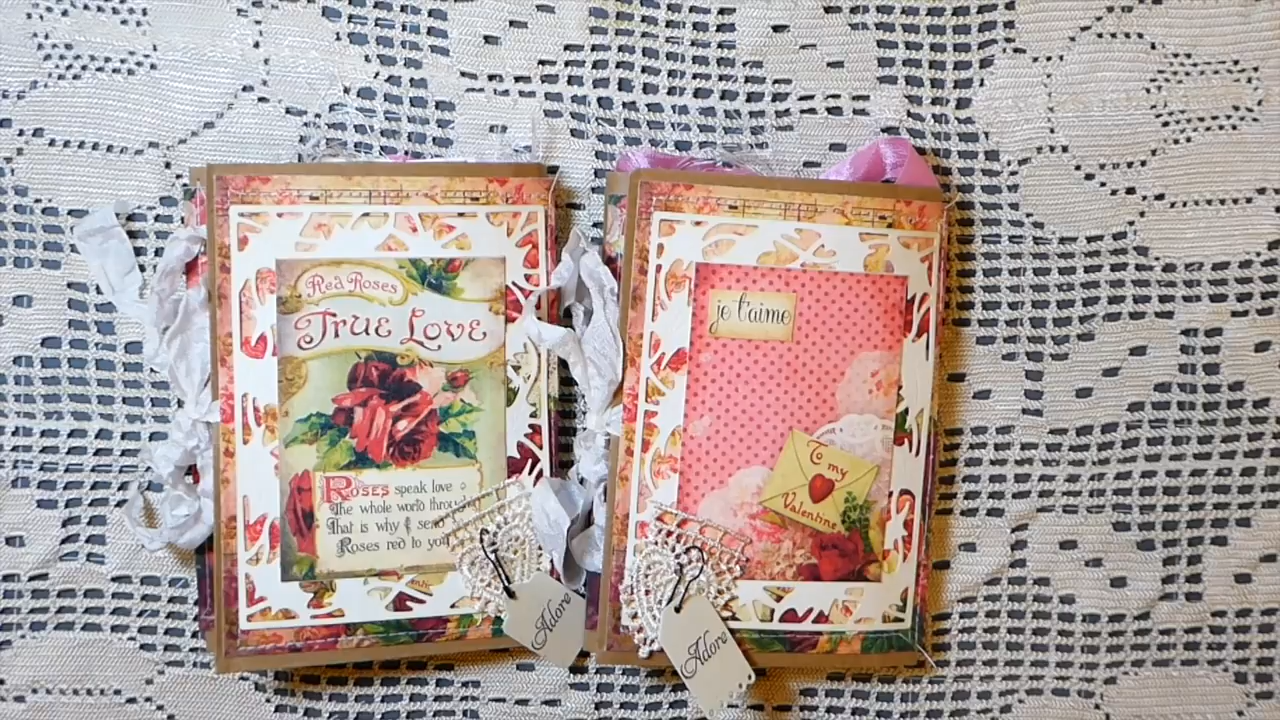 Red Roses
True Love
Roses speak love
The whole world through
That is why I send
Roses red to you
Adore
je t'aime
To my
Valentine
Adore